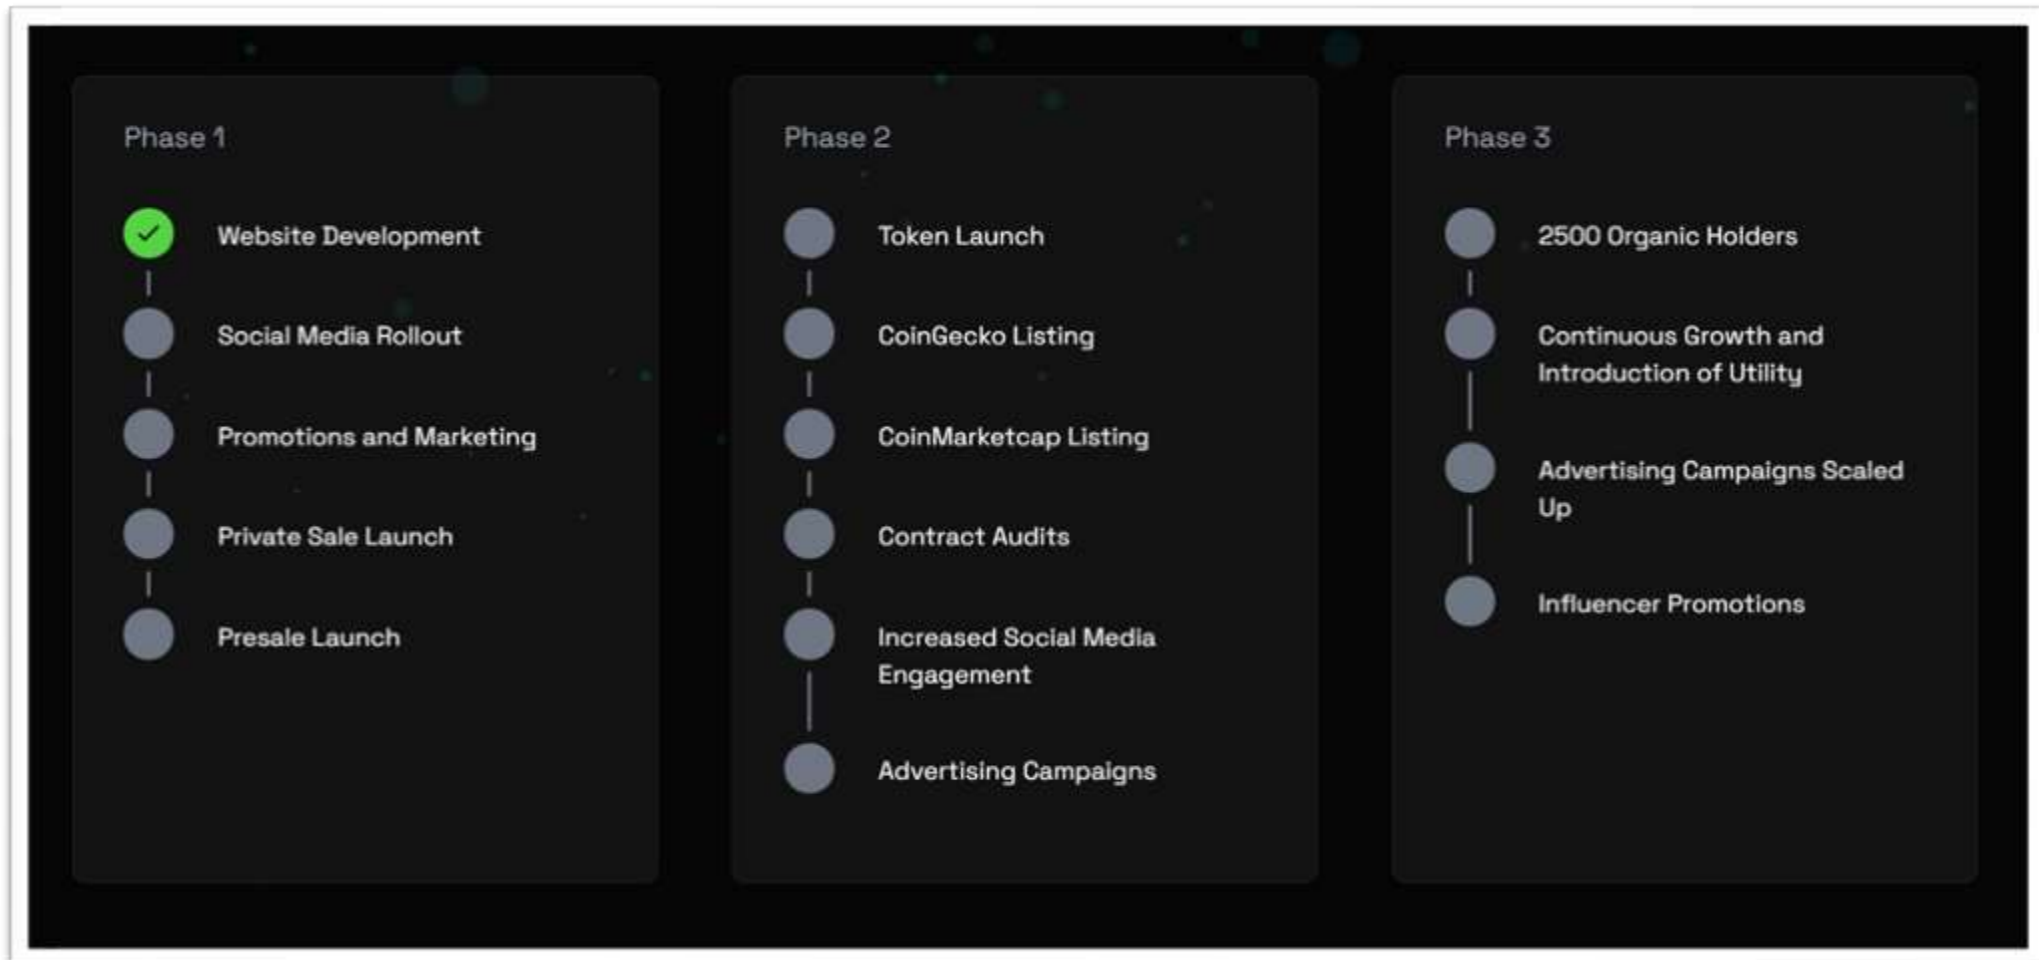 Phase 1
Website Development
Social Media Rollout
Promotions and Marketing
Private Sale Launch
Presale Launch
Phase 2
Token Launch
CoinGecko Listing
CoinMarketcap Listing
Contract Audits
Increased Social Media
Engagement
Advertising Campaigns
Phase 3
2500 Organic Holders
Continuous Growth and
Introduction of Utility
Advertising Campaigns Scaled
Up
Influencer Promotions